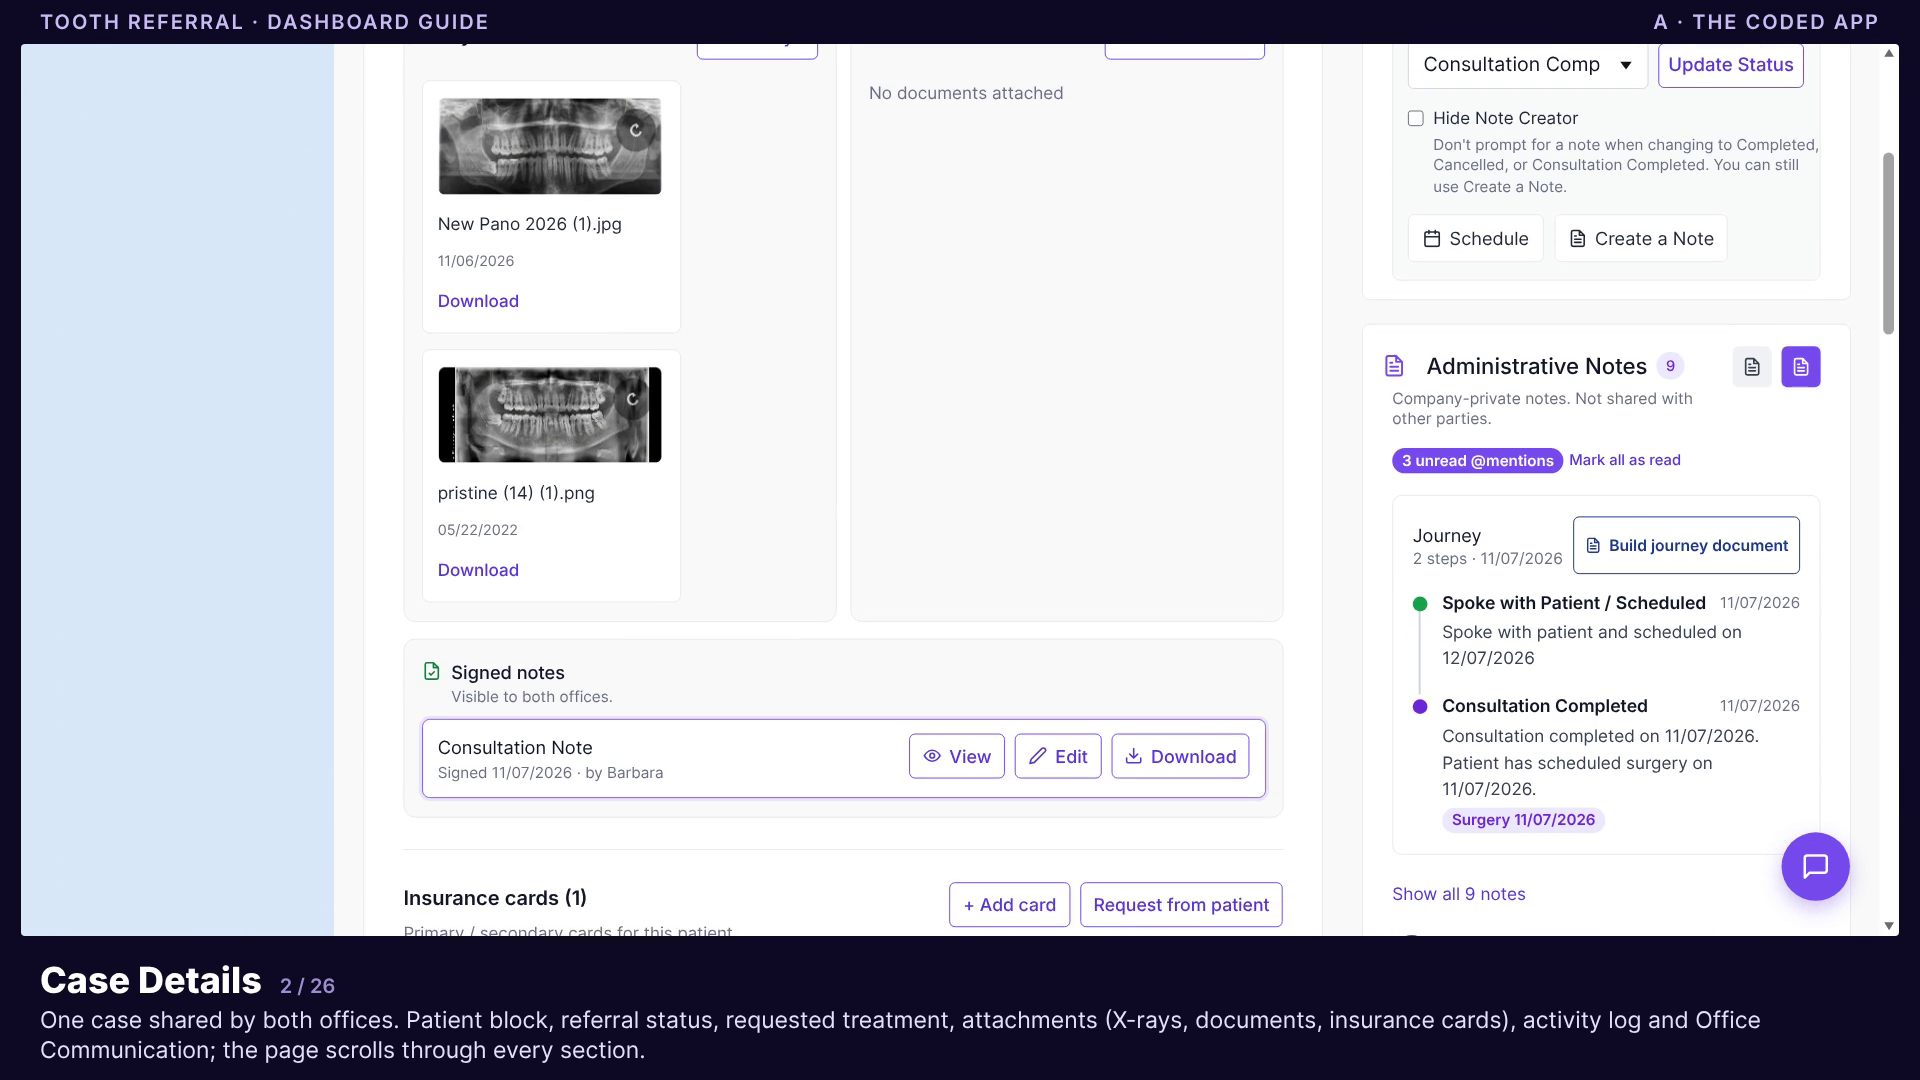 TOOTH REFERRAL · DASHBOARD GUIDE
A · THE CODED APP
New Pano 2026 (1).jpg
11/06/2026
Download
pristine (14) (1).png
05/22/2022
Download
No documents attached
Signed notes
Visible to both offices.
Consultation Note
Signed 11/07/2026 · by Barbara
View
Edit
Download
Insurance cards (1)
+ Add card
Request from patient
Primary / secondary cards for this patient
Consultation Comp
Update Status
Hide Note Creator
Don't prompt for a note when changing to Completed,
Cancelled, or Consultation Completed. You can still
use Create a Note.
Schedule
Create a Note
Administrative Notes 9
Company-private notes. Not shared with
other parties.
3 unread @mentions Mark all as read
Journey
2 steps · 11/07/2026
Build journey document
Spoke with Patient / Scheduled 11/07/2026
Spoke with patient and scheduled on
12/07/2026
Consultation Completed 11/07/2026
Consultation completed on 11/07/2026.
Patient has scheduled surgery on
11/07/2026.
Surgery 11/07/2026
Show all 9 notes
Case Details 2 / 26
One case shared by both offices. Patient block, referral status, requested treatment, attachments (X-rays, documents, insurance cards), activity log and Office
Communication; the page scrolls through every section.